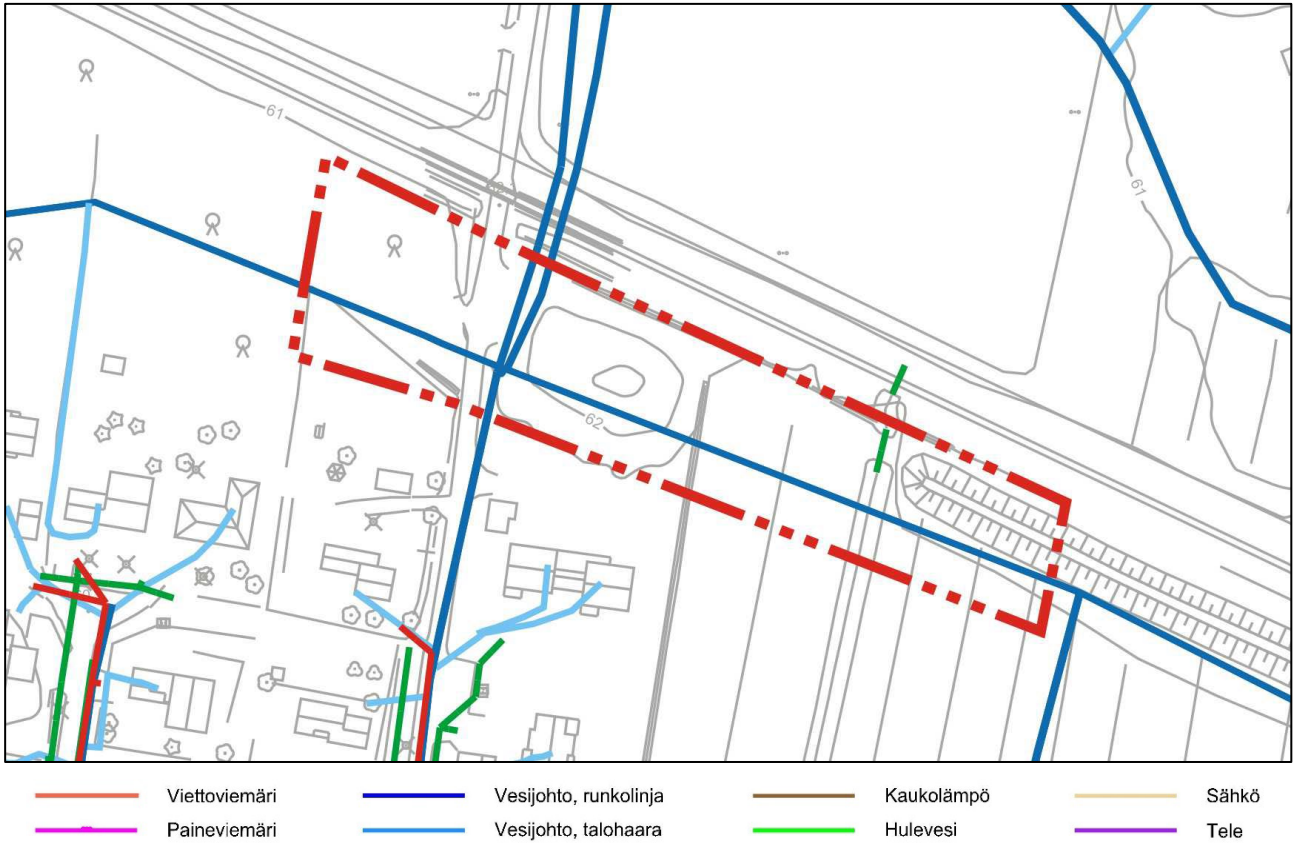 61
61
62
Viettoviemäri
Vesijohto, runkolinja
Kaukolämpö
Sähkö
Paineviemäri
Vesijohto, talohaara
Hulevesi
Tele